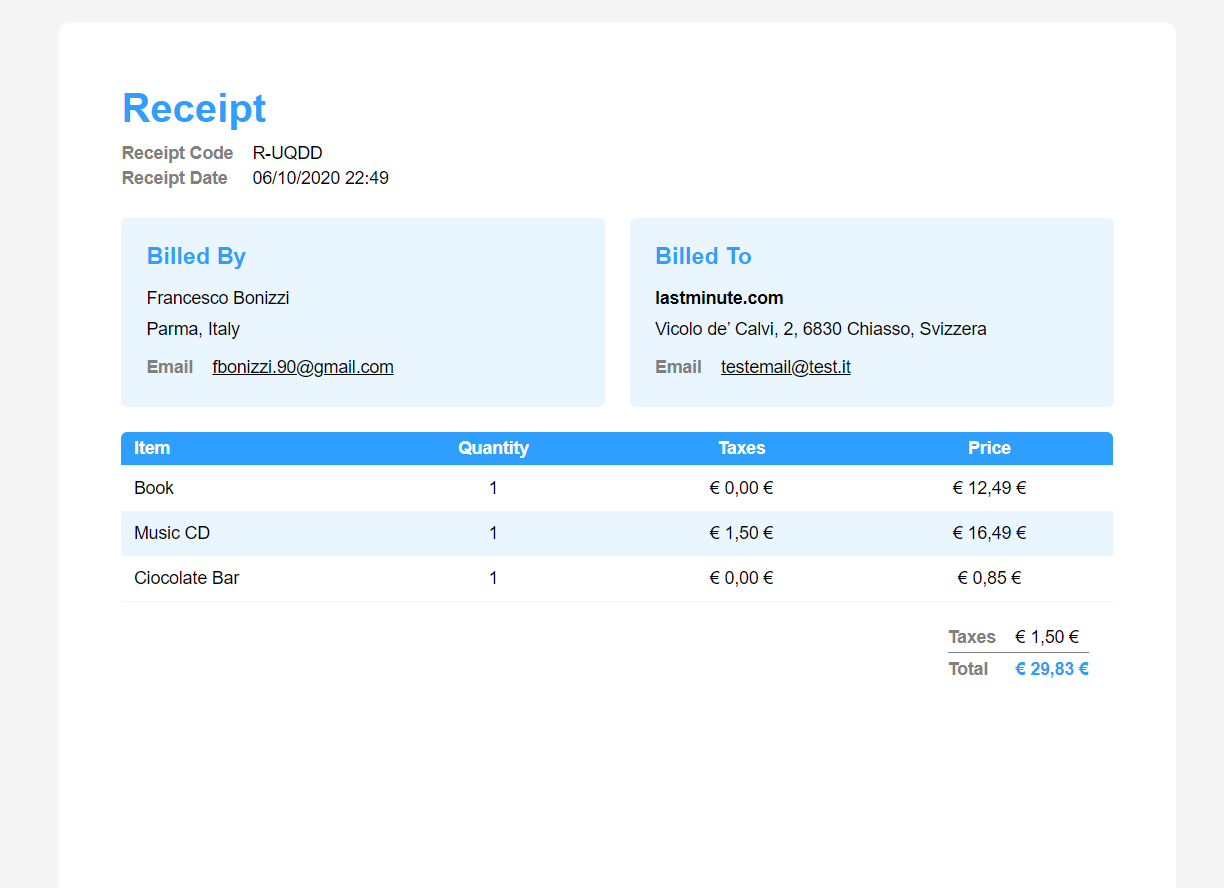 Receipt
Receipt Code R-UQDD
Receipt Date 06/10/2020 22:49
Billed By
Francesco Bonizzi
Parma, Italy
Email fbonizzi.90@gmail.com
Billed To
lastminute.com
Vicolo de’ Calvi, 2, 6830 Chiasso, Svizzera
Email testemail@test.it
Item Quantity Taxes Price
Book 1 € 0,00 € € 12,49 €
Music CD 1 € 1,50 € € 16,49 €
Ciocolate Bar 1 € 0,00 € € 0,85 €
Taxes € 1,50 €
Total € 29,83 €